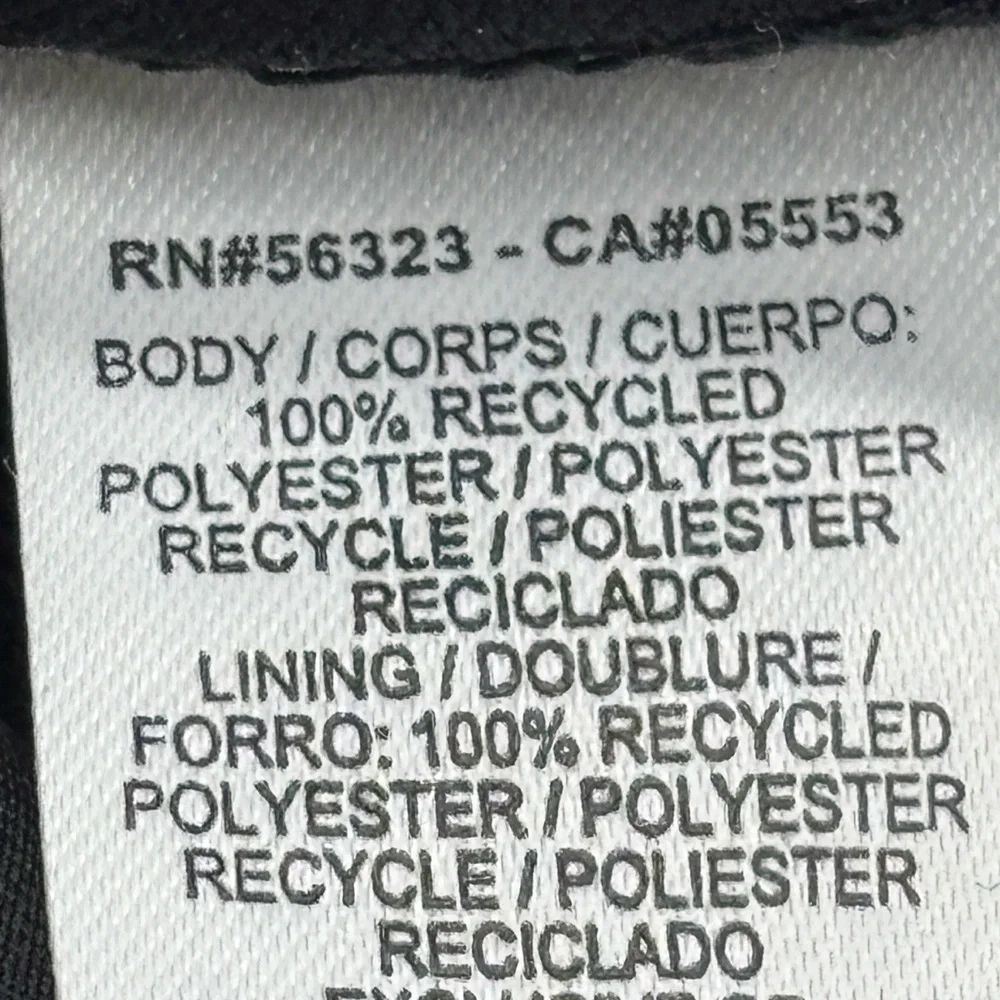 RN#56323 - CA#05553
BODY / CORPS / CUERPO:
100% RECYCLED
POLYESTER / POLYESTER
RECYCLE / POLIESTER
RECICLADO
LINING / DOUBLURE /
FORRO: 100% RECYCLED
POLYESTER / POLYESTER
RECYCLE / POLIESTER
RECICLADO